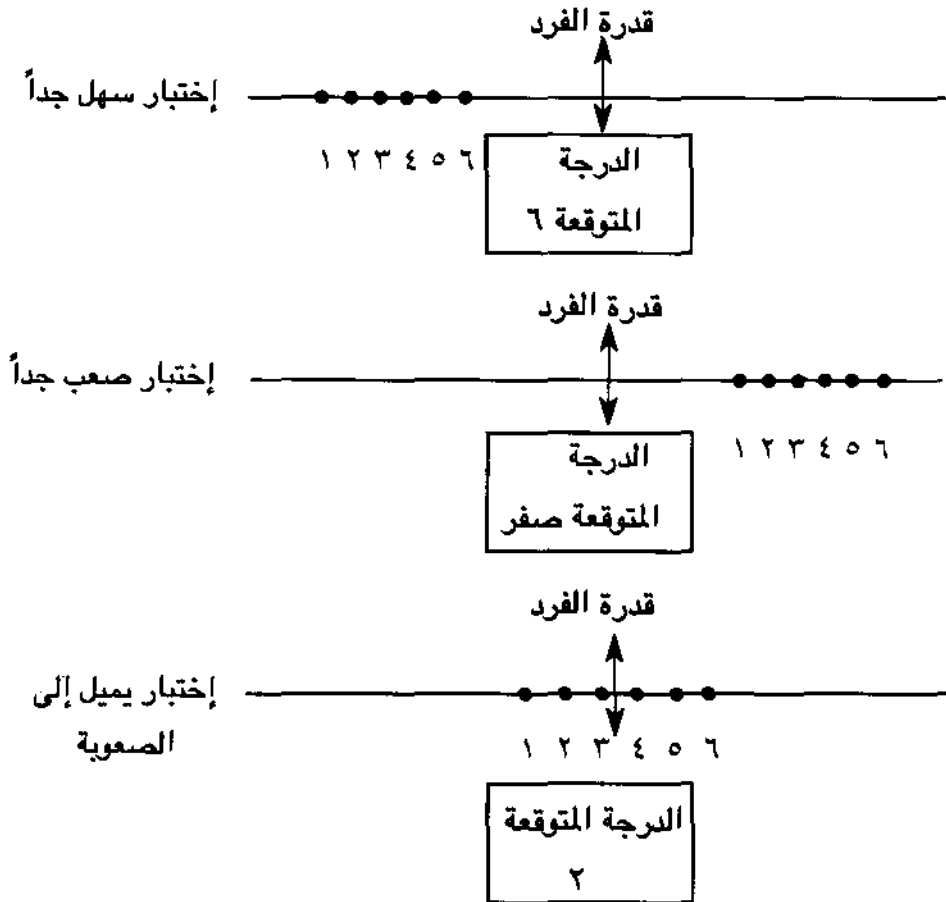 قدرة الفرد
إختبار سهل جداً
١ ٢ ٣ ٤ ٥ ٦
الدرجة
المتوقعة ٦
قدرة الفرد
إختبار صعب جداً
١ ٢ ٣ ٤ ٥ ٦
الدرجة
المتوقعة صفر
قدرة الفرد
إختبار يميل إلى
الصعوبة
١ ٢ ٣ ٤ ٥ ٦
الدرجة المتوقعة
٢